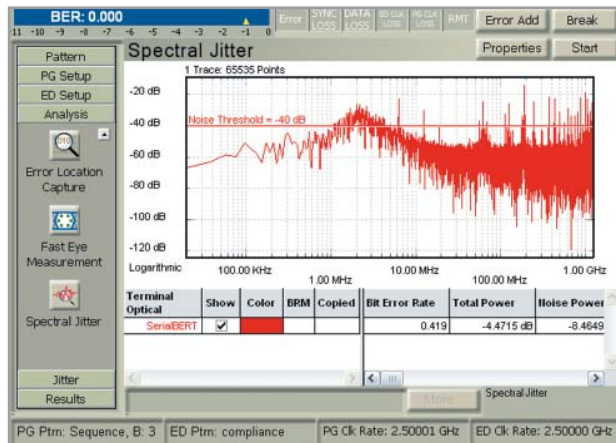 BER: 0.000
-11 -10 -9 -8 -7 -6 -5 -4 -3 -2 -1 0
Error
SYNC LOSS
DATA LOSS
ED CLK LOSS
PG CLK LOSS
RMT
Error Add
Break
Spectral Jitter
Properties
Start
Pattern
PG Setup
ED Setup
Analysis
Error Location
Capture
Fast Eye
Measurement
Spectral Jitter
Jitter
Results
1 Trace: 65535 Points
-20 dB
-40 dB
-60 dB
-80 dB
-100 dB
-120 dB
Noise Threshold = -40 dB
Logarithmic
100.00 KHz
1.00 MHz
10.00 MHz
100.00 MHz
1.00 GHz
Terminal Optical Show Color BRM Copied Bit Error Rate Total Power Noise Power
SerialBERT 0.419 -4.4715 dB -8.4649
More
Spectral Jitter
PG Ptrn: Sequence, B: 3
ED Ptrn: compliance
PG Clk Rate: 2.50001 GHz
ED Clk Rate: 2.50000 GHz